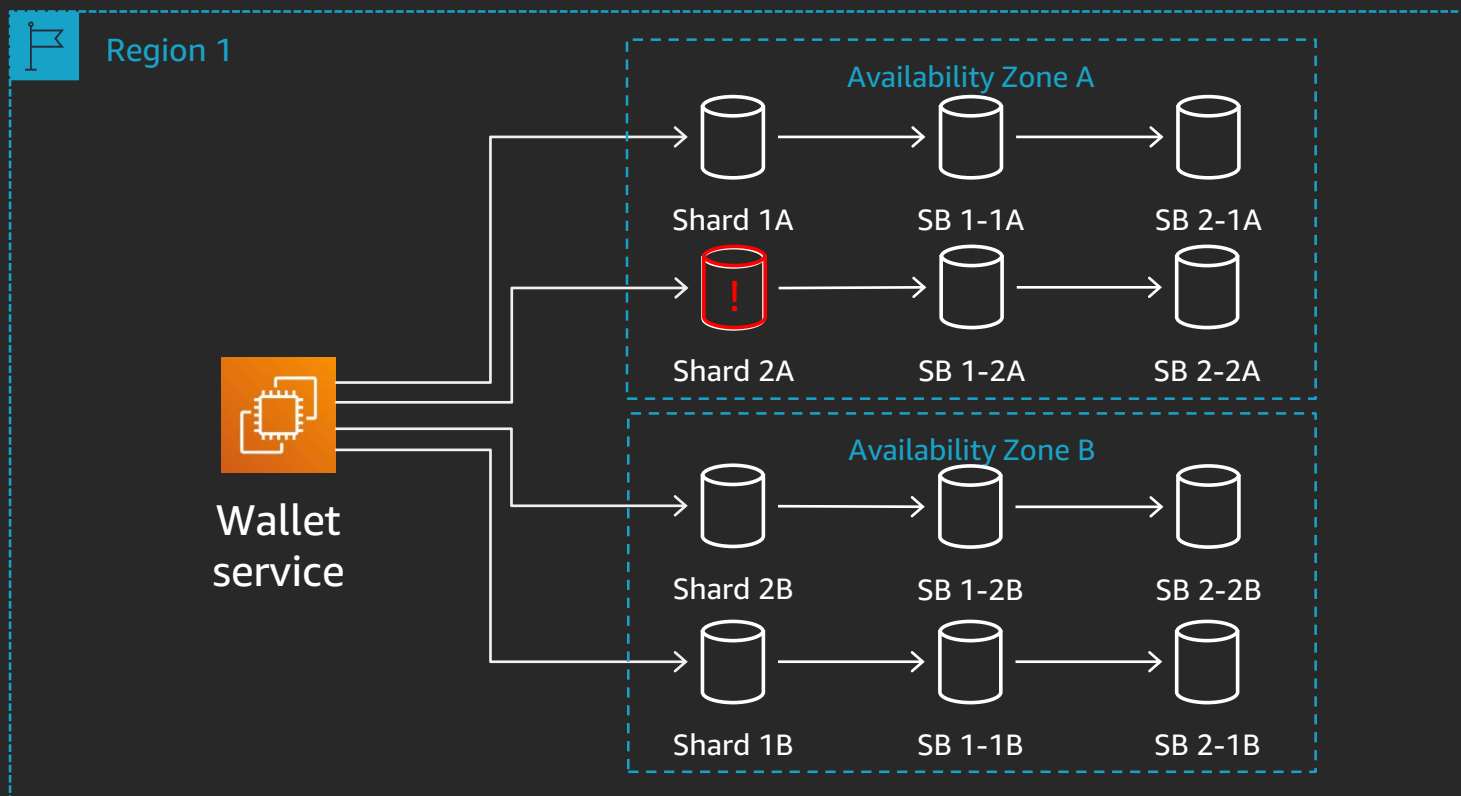 Region 1
Availability Zone A
Shard 1A
SB 1-1A
SB 2-1A
!
Shard 2A
SB 1-2A
SB 2-2A
Wallet
service
Availability Zone B
Shard 2B
SB 1-2B
SB 2-2B
Shard 1B
SB 1-1B
SB 2-1B